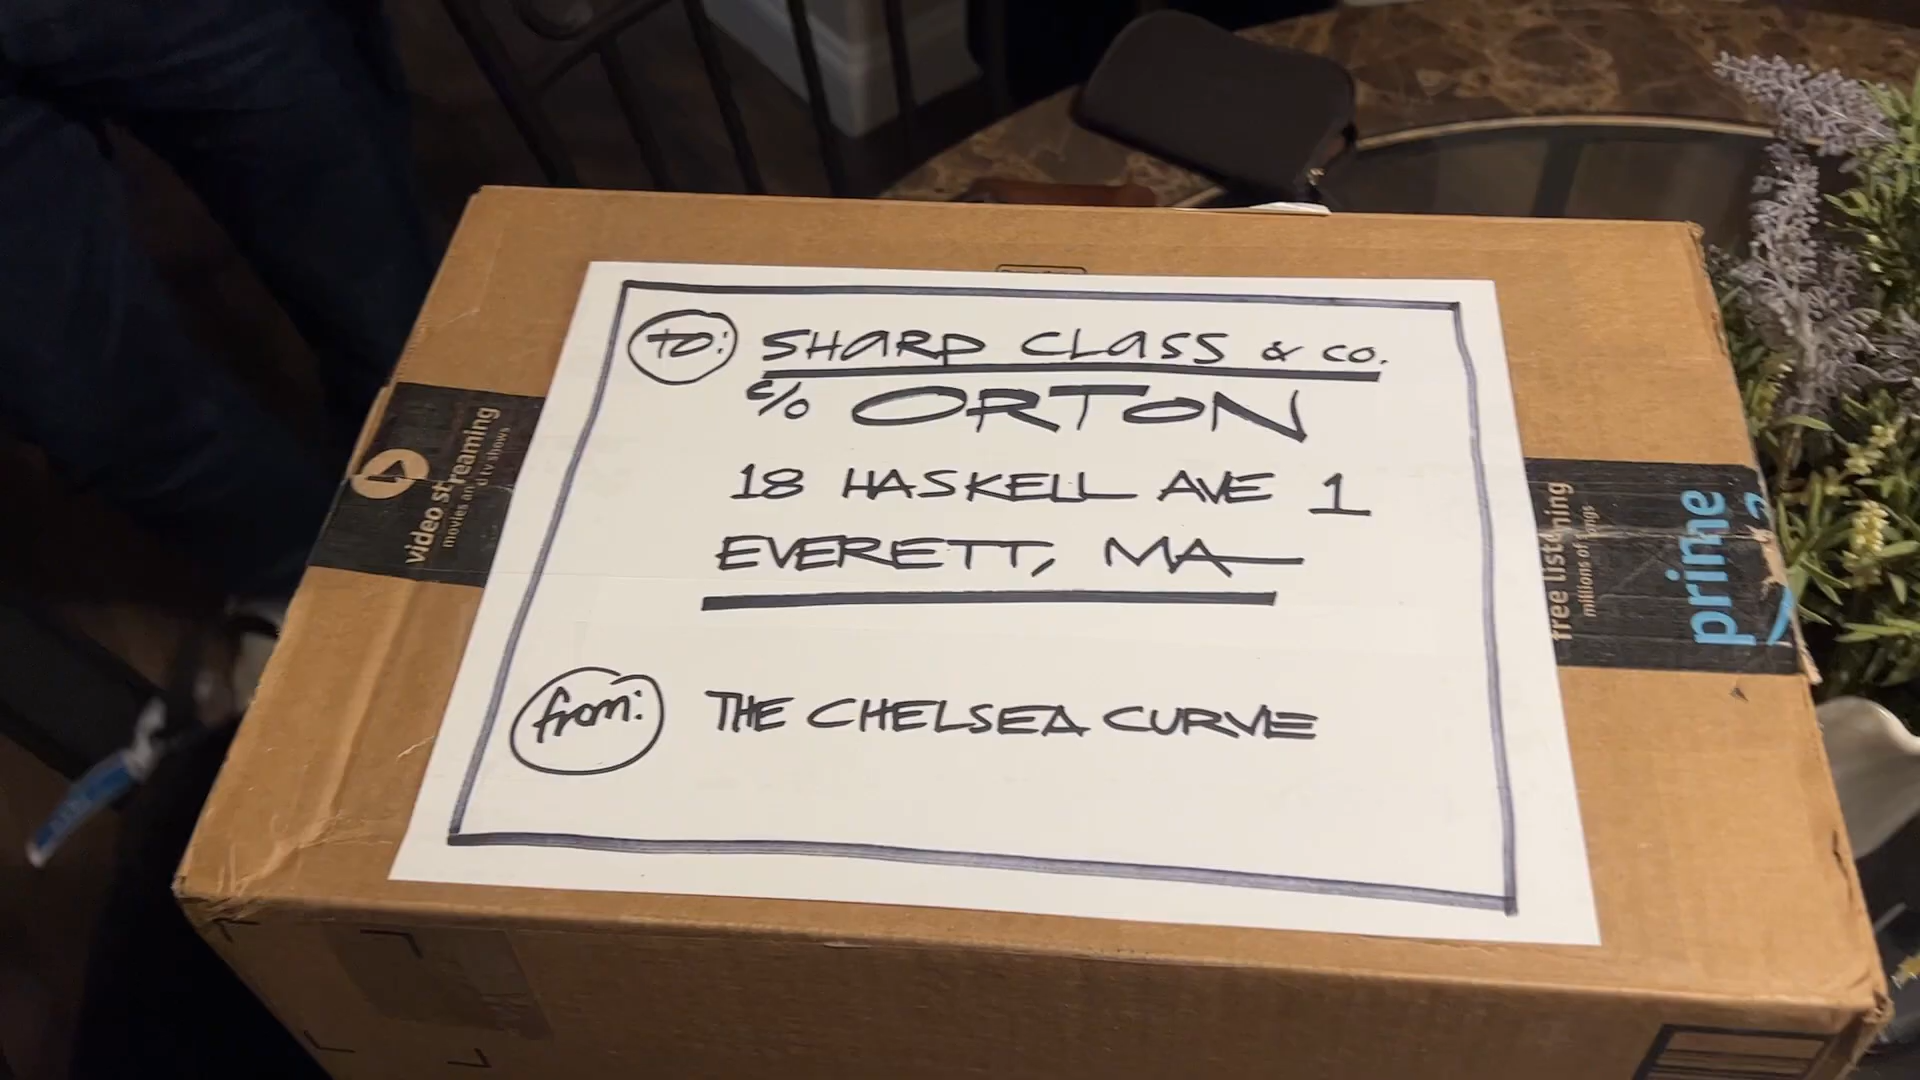 to: SHARP CLASS & CO.
c/o ORTON
18 HASKELL AVE 1
EVERETT, MA
from: THE CHELSEA CURVE
video streaming
movies and tv shows
free listening
millions of songs
prime